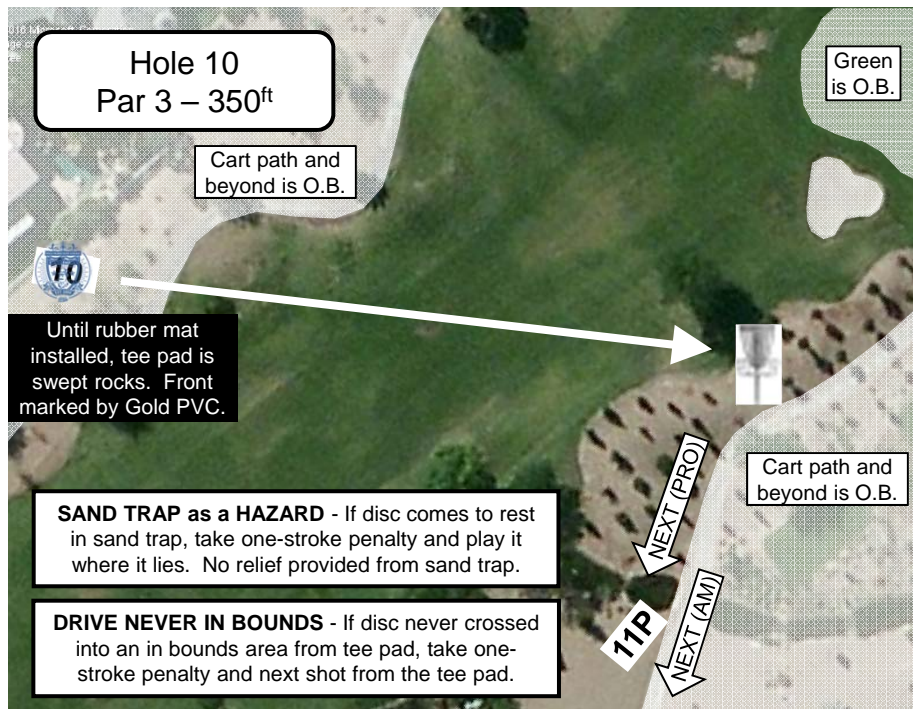 Hole 10
Par 3 – 350ft
Green
is O.B.
Cart path and
beyond is O.B.
10
Until rubber mat
installed, tee pad is
swept rocks. Front
marked by Gold PVC.
NEXT (PRO)
Cart path and
beyond is O.B.
SAND TRAP as a HAZARD - If disc comes to rest
in sand trap, take one-stroke penalty and play it
where it lies. No relief provided from sand trap.
DRIVE NEVER IN BOUNDS - If disc never crossed
into an in bounds area from tee pad, take one-
stroke penalty and next shot from the tee pad.
11P
NEXT (AM)